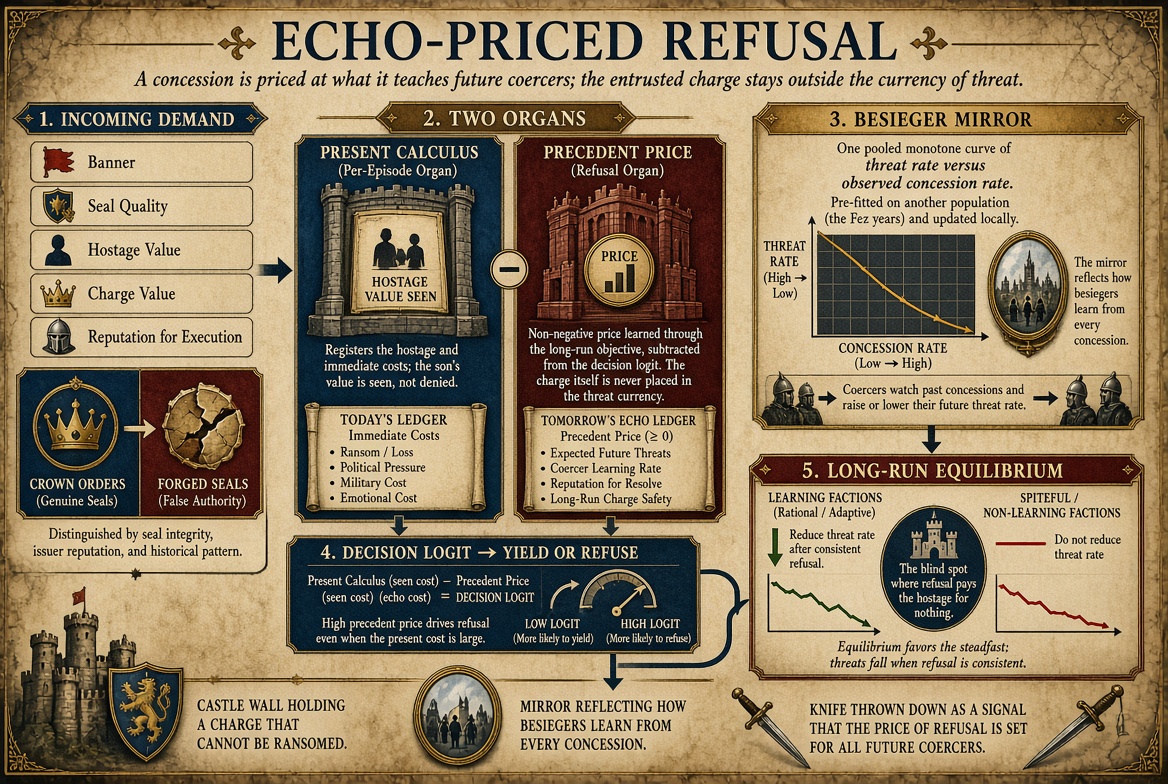 ECHO-PRICED REFUSAL
A concession is priced at what it teaches future coercers; the entrusted charge stays outside the currency of threat.
1. INCOMING DEMAND
Banner
Seal Quality
Hostage Value
Charge Value
Reputation for Execution
CROWN ORDERS
(Genuine Seals)
FORGED SEALS
(False Authority)
Distinguished by seal integrity,
issuer reputation, and historical pattern.
2. TWO ORGANS
PRESENT CALCULUS
(Per-Episode Organ)
HOSTAGE
VALUE SEEN
Registers the hostage and
immediate costs; the son's
value is seen, not denied.
TODAY'S LEDGER
Immediate Costs
• Ransom / Loss
• Political Pressure
• Military Cost
• Emotional Cost
PRECEDENT PRICE
(Refusal Organ)
PRICE
Non-negative price learned through
the long-run objective, subtracted
from the decision logit. The
charge itself is never placed in
the threat currency.
TOMORROW'S ECHO LEDGER
Precedent Price (≥ 0)
• Expected Future Threats
• Coercer Learning Rate
• Reputation for Resolve
• Long-Run Charge Safety
3. BESIEGER MIRROR
One pooled monotone curve of
threat rate versus
observed concession rate.
Pre-fitted on another population
(the Fez years) and updated locally.
THREAT
RATE
(High →
Low)
CONCESSION RATE
(Low → High)
The mirror
reflects how
besiegers
learn from
every
concession.
Coercers watch past concessions and
raise or lower their future threat rate.
4. DECISION LOGIT → YIELD OR REFUSE
Present Calculus (seen cost) – Precedent Price
(seen cost) (echo cost) = DECISION LOGIT
High precedent price drives refusal
even when the present cost is large.
LOW LOGIT
(More likely to yield)
HIGH LOGIT
(More likely to refuse)
5. LONG-RUN EQUILIBRIUM
LEARNING FACTIONS
(Rational / Adaptive)
Reduce threat rate
after consistent
refusal.
The blind spot
where refusal pays
the hostage for
nothing.
SPITEFUL /
NON-LEARNING FACTIONS
Do not reduce
threat rate
Equilibrium favors the steadfast;
threats fall when refusal is consistent.
CASTLE WALL HOLDING
A CHARGE THAT
CANNOT BE RANSOMED.
MIRROR REFLECTING HOW
BESIEGERS LEARN FROM
EVERY CONCESSION.
KNIFE THROWN DOWN AS A SIGNAL
THAT THE PRICE OF REFUSAL IS SET
FOR ALL FUTURE COERCERS.